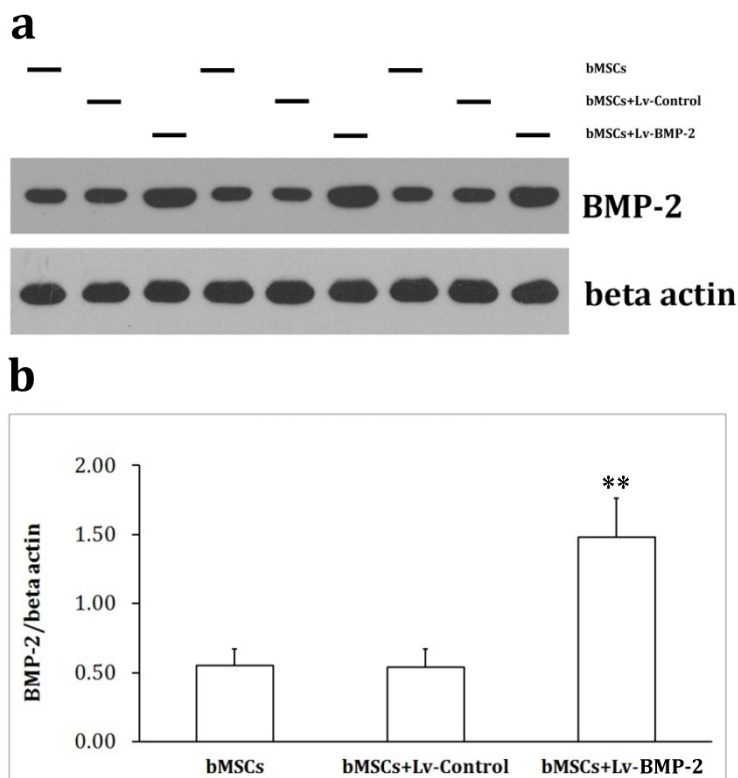 a
bMSCs
bMSCs+Lv-Control
bMSCs+Lv-BMP-2
BMP-2
beta actin
b
2.00
1.50
1.00
0.50
0.00
BMP-2/beta actin
**
bMSCs
bMSCs+Lv-Control
bMSCs+Lv-BMP-2